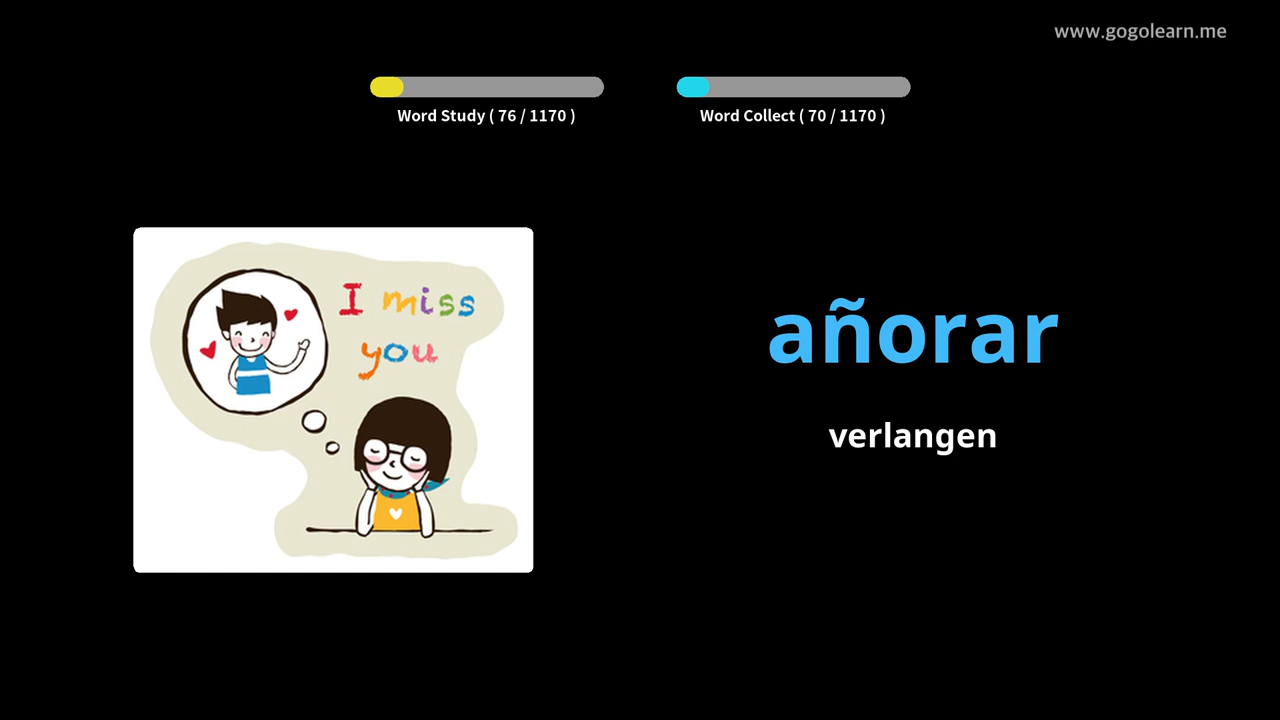 www.gogolearn.me
Word Study ( 76 / 1170 )
Word Collect ( 70 / 1170 )
I miss
you
añorar
verlangen